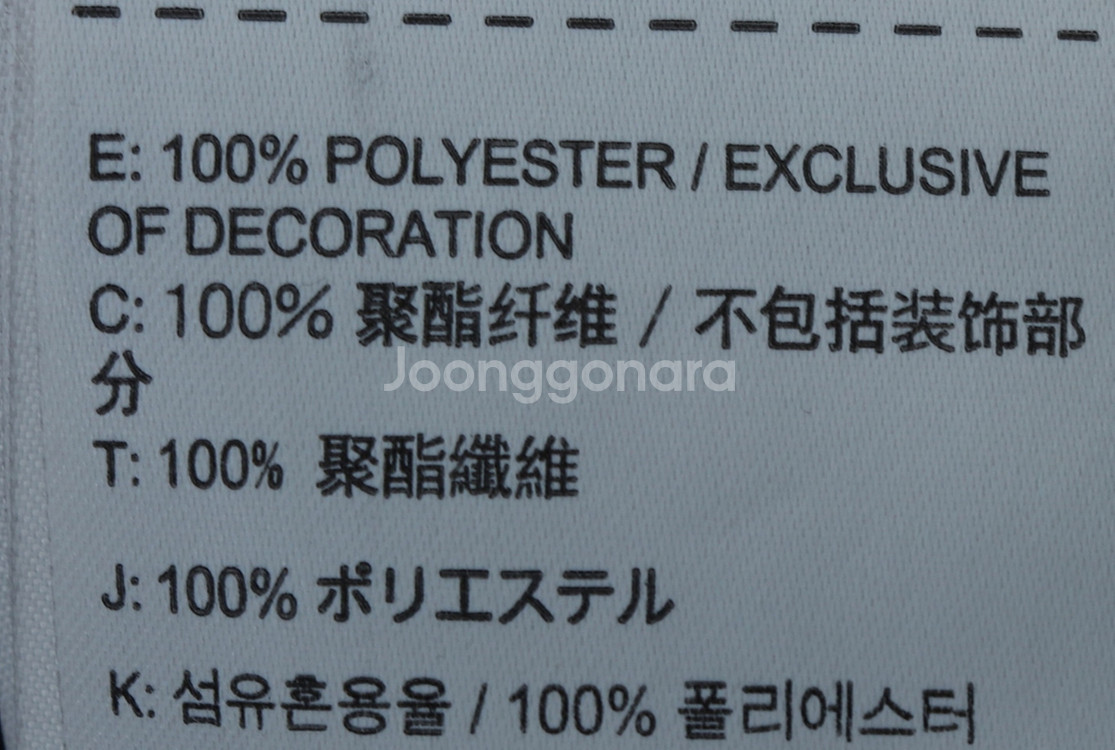 E: 100% POLYESTER / EXCLUSIVE
OF DECORATION
C: 100% 聚酯纤维 / 不包括装饰部
分
Joonggonara
T: 100% 聚酯纖維
J: 100% ポリエステル
K: 섬유혼용율 / 100% 폴리에스터